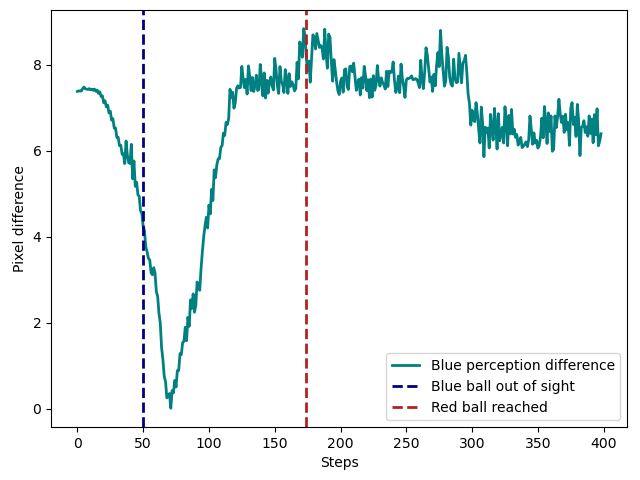 8
6
4
2
0
Pixel difference
0
50
100
150
200
250
300
350
400
Steps
Blue perception difference
Blue ball out of sight
Red ball reached